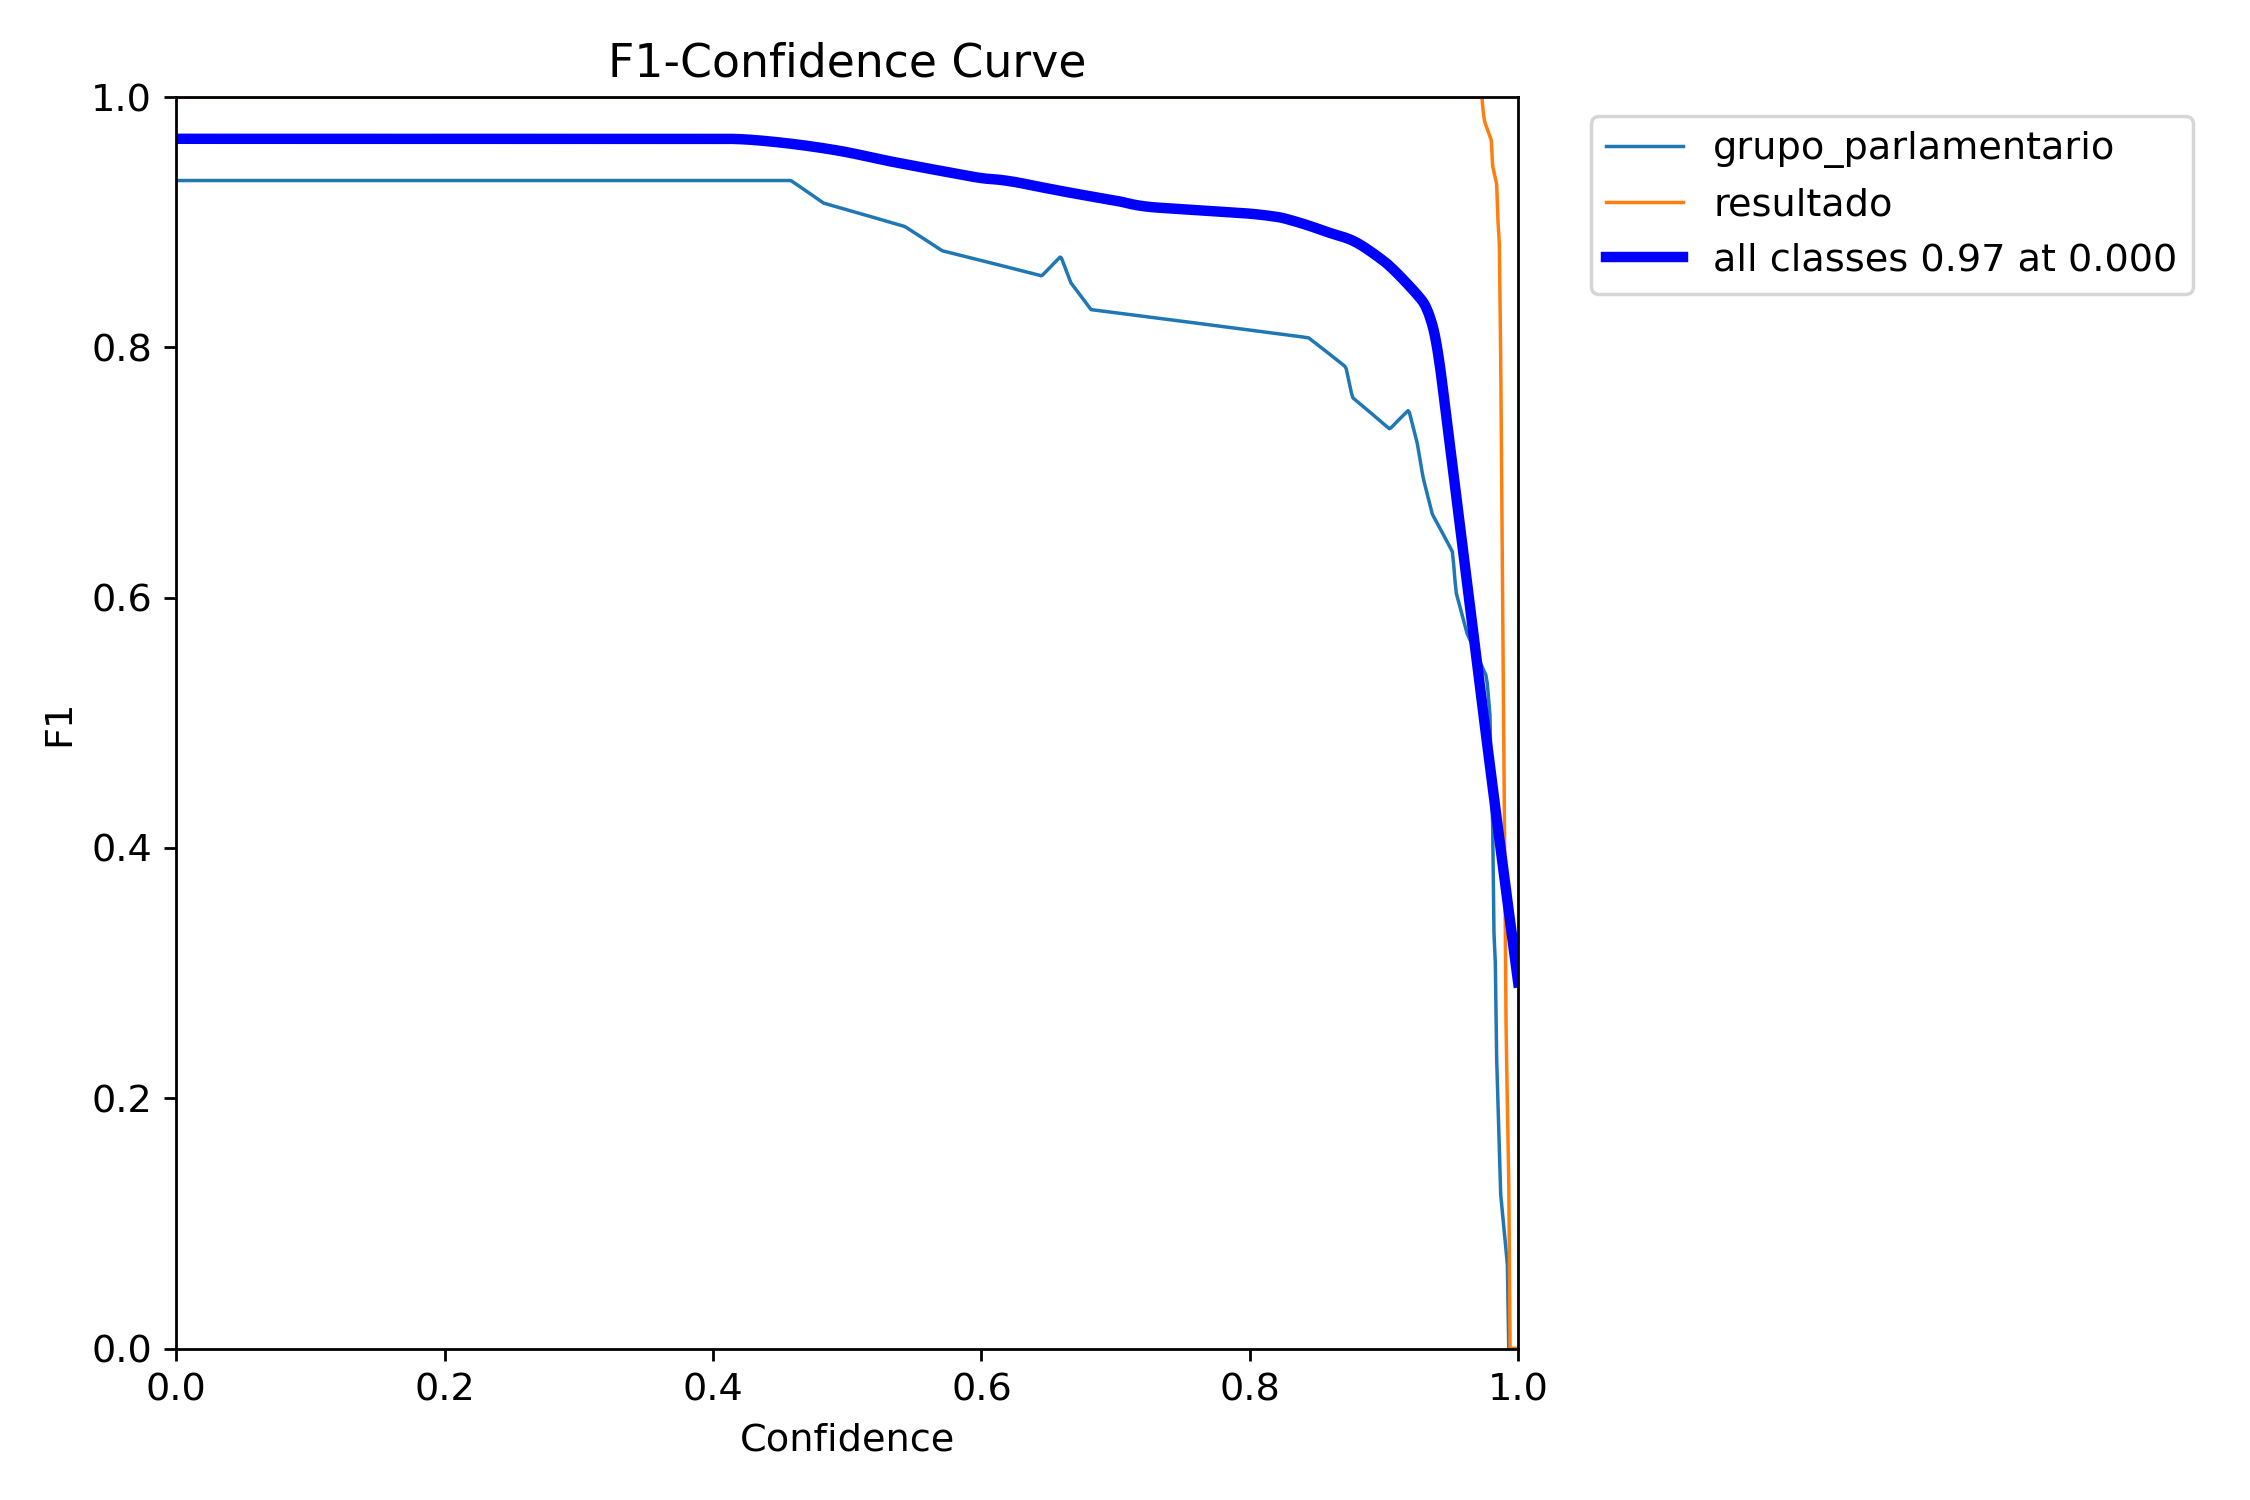 F1-Confidence Curve
1.0
0.8
0.6
0.4
0.2
0.0
F1
0.0 0.2 0.4 0.6 0.8 1.0
Confidence
grupo_parlamentario
resultado
all classes 0.97 at 0.000